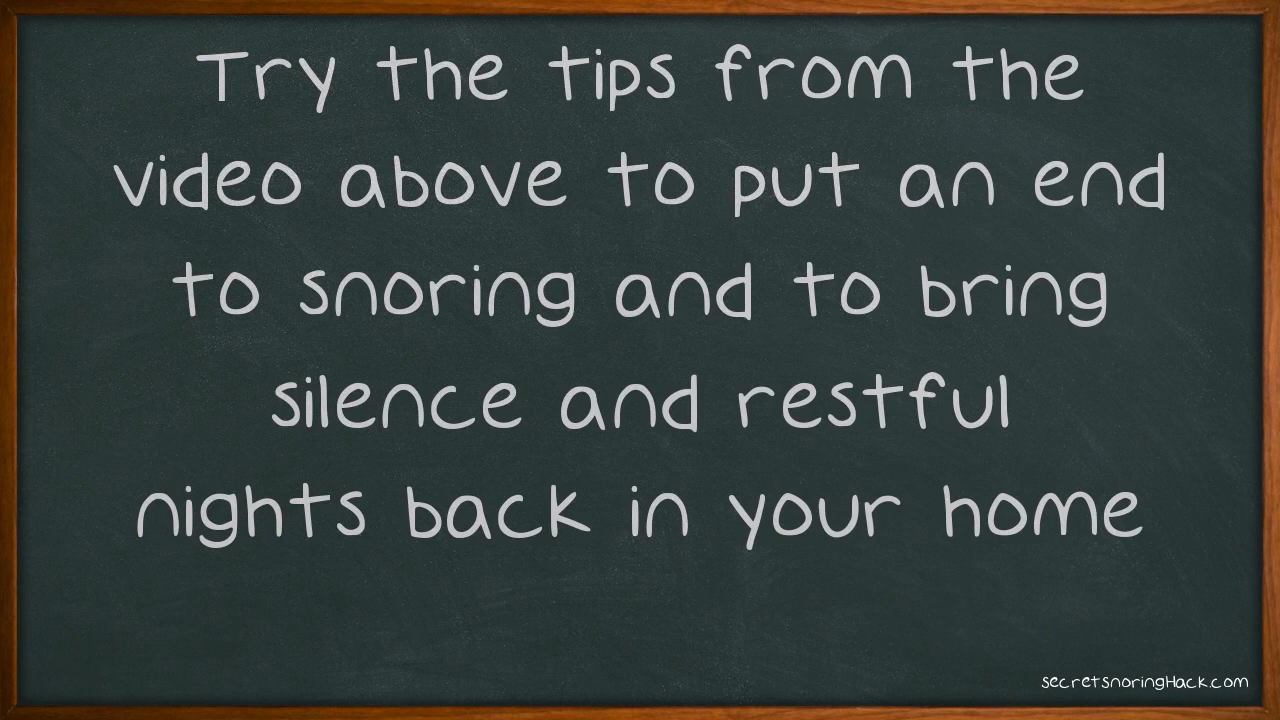 Try the tips from the
video above to put an end
to snoring and to bring
silence and restful
nights back in your home
secretsnoringHack.com